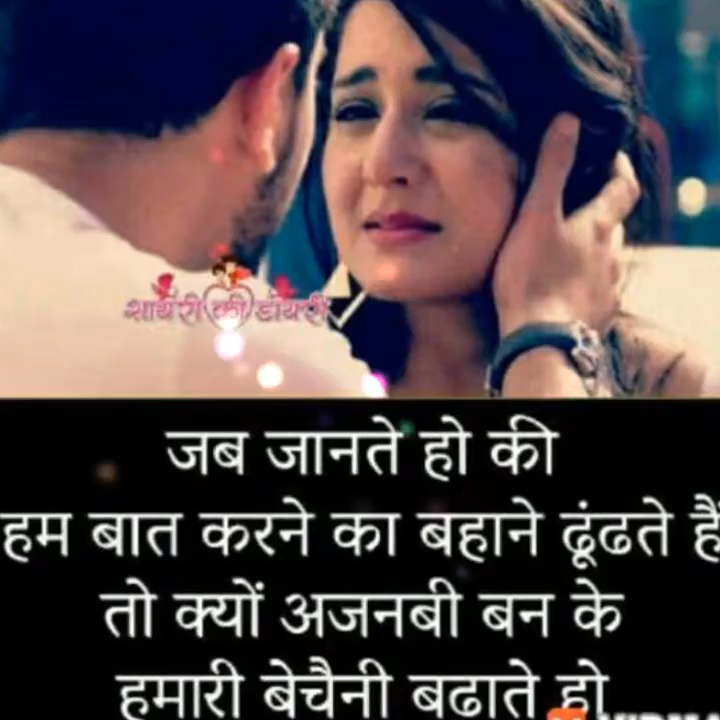 शायरी की डायरी
जब जानते हो की
हम बात करने का बहाने ढूंढते हैं
तो क्यों अजनबी बन के
हमारी बेचैनी बढाते हो